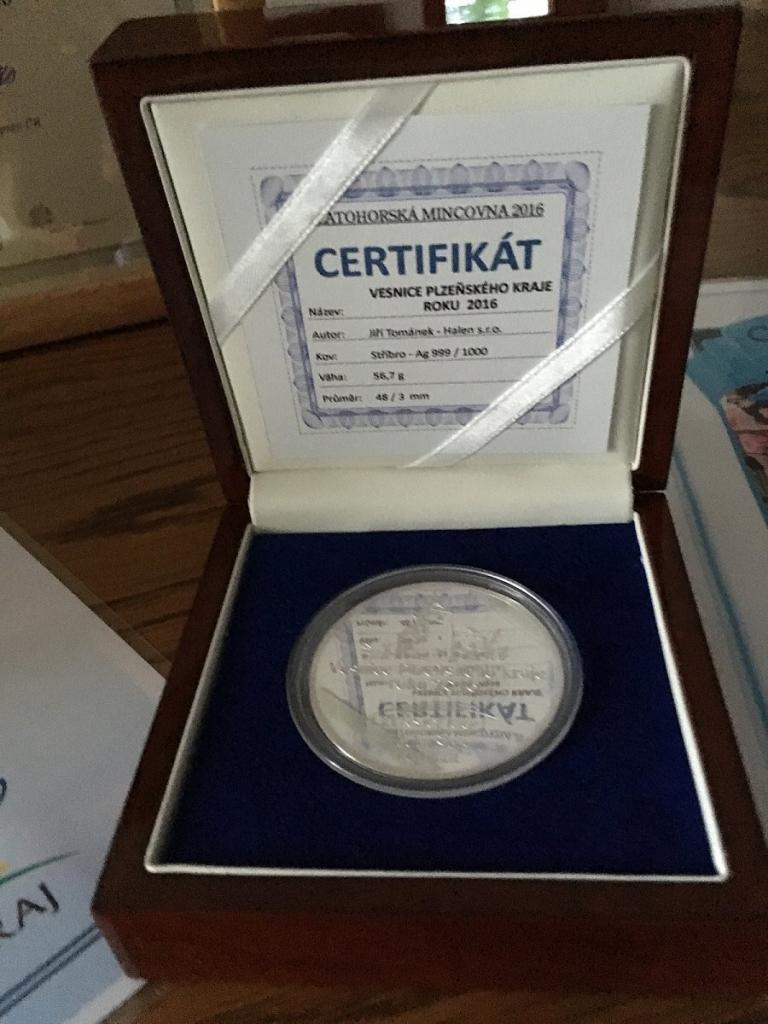 ATOHORSKÁ MINCOVNA 2016
CERTIFIKÁT
VESNICE PLZEŇSKÉHO KRAJE
Název: ROKU 2016
Autor: Jiří Tománek - Halen s.r.o.
Kov: Stříbro - Ag 999 / 1000
Váha: 56,7 g
Průměr: 48 / 3 mm
CERTIFIKÁT
RAJ